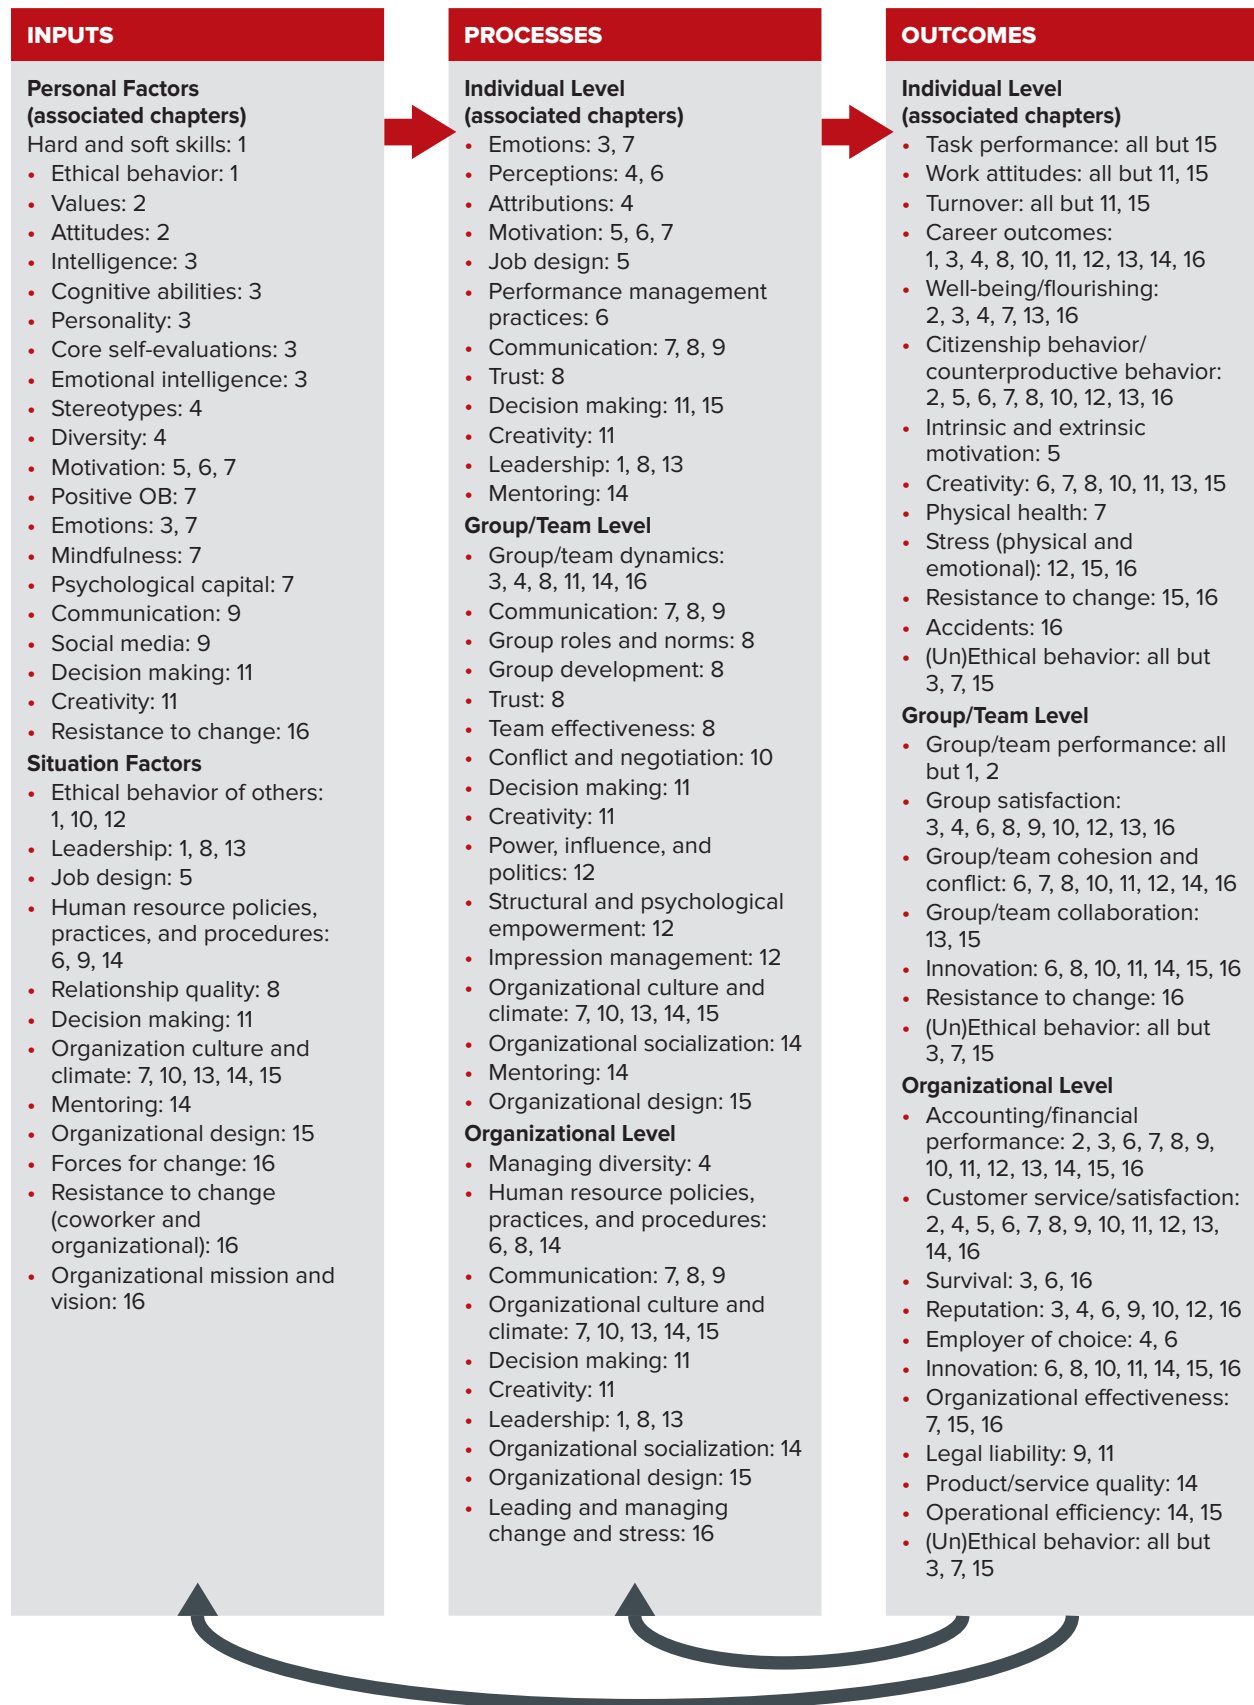 INPUTS
Personal Factors
(associated chapters)
Hard and soft skills: 1
• Ethical behavior: 1
• Values: 2
• Attitudes: 2
• Intelligence: 3
• Cognitive abilities: 3
• Personality: 3
• Core self-evaluations: 3
• Emotional intelligence: 3
• Stereotypes: 4
• Diversity: 4
• Motivation: 5, 6, 7
• Positive OB: 7
• Emotions: 3, 7
• Mindfulness: 7
• Psychological capital: 7
• Communication: 9
• Social media: 9
• Decision making: 11
• Creativity: 11
• Resistance to change: 16
Situation Factors
• Ethical behavior of others:
1, 10, 12
• Leadership: 1, 8, 13
• Job design: 5
• Human resource policies,
practices, and procedures:
6, 9, 14
• Relationship quality: 8
• Decision making: 11
• Organization culture and
climate: 7, 10, 13, 14, 15
• Mentoring: 14
• Organizational design: 15
• Forces for change: 16
• Resistance to change
(coworker and
organizational): 16
• Organizational mission and
vision: 16
PROCESSES
Individual Level
(associated chapters)
• Emotions: 3, 7
• Perceptions: 4, 6
• Attributions: 4
• Motivation: 5, 6, 7
• Job design: 5
• Performance management
practices: 6
• Communication: 7, 8, 9
• Trust: 8
• Decision making: 11, 15
• Creativity: 11
• Leadership: 1, 8, 13
• Mentoring: 14
Group/Team Level
• Group/team dynamics:
3, 4, 8, 11, 14, 16
• Communication: 7, 8, 9
• Group roles and norms: 8
• Group development: 8
• Trust: 8
• Team effectiveness: 8
• Conflict and negotiation: 10
• Decision making: 11
• Creativity: 11
• Power, influence, and
politics: 12
• Structural and psychological
empowerment: 12
• Impression management: 12
• Organizational culture and
climate: 7, 10, 13, 14, 15
• Organizational socialization: 14
• Mentoring: 14
• Organizational design: 15
Organizational Level
• Managing diversity: 4
• Human resource policies,
practices, and procedures:
6, 8, 14
• Communication: 7, 8, 9
• Organizational culture and
climate: 7, 10, 13, 14, 15
• Decision making: 11
• Creativity: 11
• Leadership: 1, 8, 13
• Organizational socialization: 14
• Organizational design: 15
• Leading and managing
change and stress: 16
OUTCOMES
Individual Level
(associated chapters)
• Task performance: all but 15
• Work attitudes: all but 11, 15
• Turnover: all but 11, 15
• Career outcomes:
1, 3, 4, 8, 10, 11, 12, 13, 14, 16
• Well-being/flourishing:
2, 3, 4, 7, 13, 16
• Citizenship behavior/
counterproductive behavior:
2, 5, 6, 7, 8, 10, 12, 13, 16
• Intrinsic and extrinsic
motivation: 5
• Creativity: 6, 7, 8, 10, 11, 13, 15
• Physical health: 7
• Stress (physical and
emotional): 12, 15, 16
• Resistance to change: 15, 16
• Accidents: 16
• (Un)Ethical behavior: all but
3, 7, 15
Group/Team Level
• Group/team performance: all
but 1, 2
• Group satisfaction:
3, 4, 6, 8, 9, 10, 12, 13, 16
• Group/team cohesion and
conflict: 6, 7, 8, 10, 11, 12, 14, 16
• Group/team collaboration:
13, 15
• Innovation: 6, 8, 10, 11, 14, 15, 16
• Resistance to change: 16
• (Un)Ethical behavior: all but
3, 7, 15
Organizational Level
• Accounting/financial
performance: 2, 3, 6, 7, 8, 9,
10, 11, 12, 13, 14, 15, 16
• Customer service/satisfaction:
2, 4, 5, 6, 7, 8, 9, 10, 11, 12, 13,
14, 16
• Survival: 3, 6, 16
• Reputation: 3, 4, 6, 9, 10, 12, 16
• Employer of choice: 4, 6
• Innovation: 6, 8, 10, 11, 14, 15, 16
• Organizational effectiveness:
7, 15, 16
• Legal liability: 9, 11
• Product/service quality: 14
• Operational efficiency: 14, 15
• (Un)Ethical behavior: all but
3, 7, 15